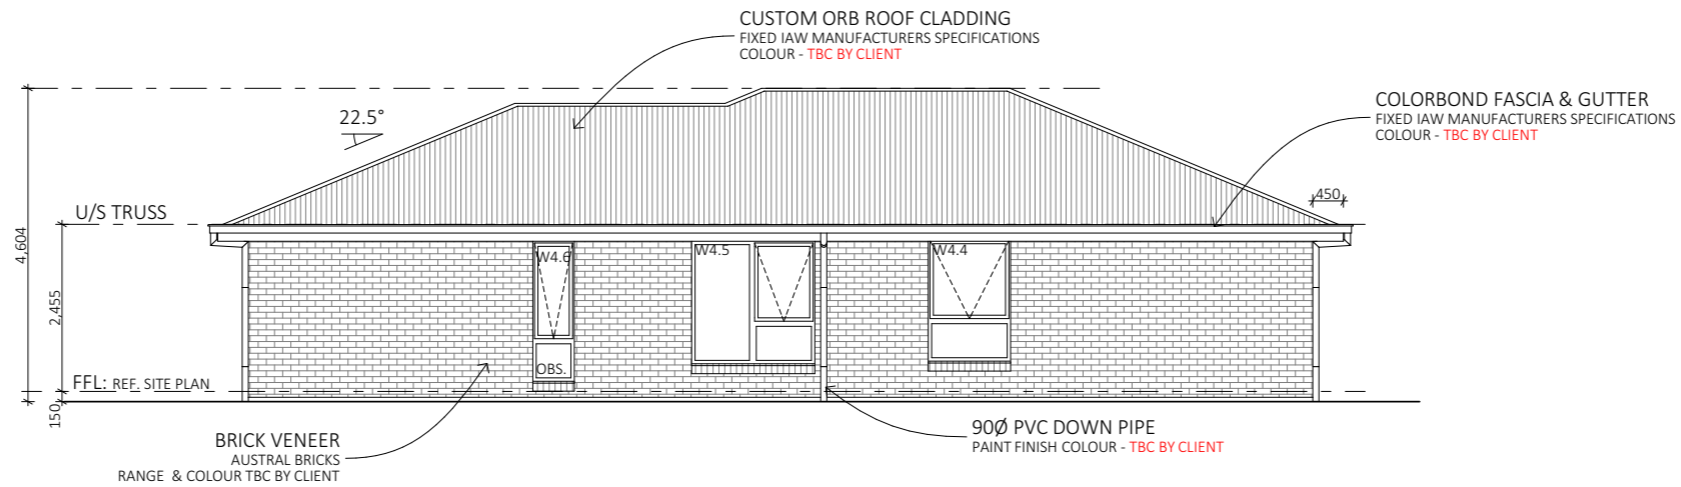 CUSTOM ORB ROOF CLADDING
FIXED IAW MANUFACTURERS SPECIFICATIONS
COLOUR - TBC BY CLIENT
COLORBOND FASCIA & GUTTER
FIXED IAW MANUFACTURERS SPECIFICATIONS
COLOUR - TBC BY CLIENT
22.5°
450
U/S TRUSS
4,604
2,455
W4.6
W4.5
W4.4
OBS.
FFL: REF. SITE PLAN
150
BRICK VENEER
AUSTRAL BRICKS
RANGE & COLOUR TBC BY CLIENT
90Ø PVC DOWN PIPE
PAINT FINISH COLOUR - TBC BY CLIENT